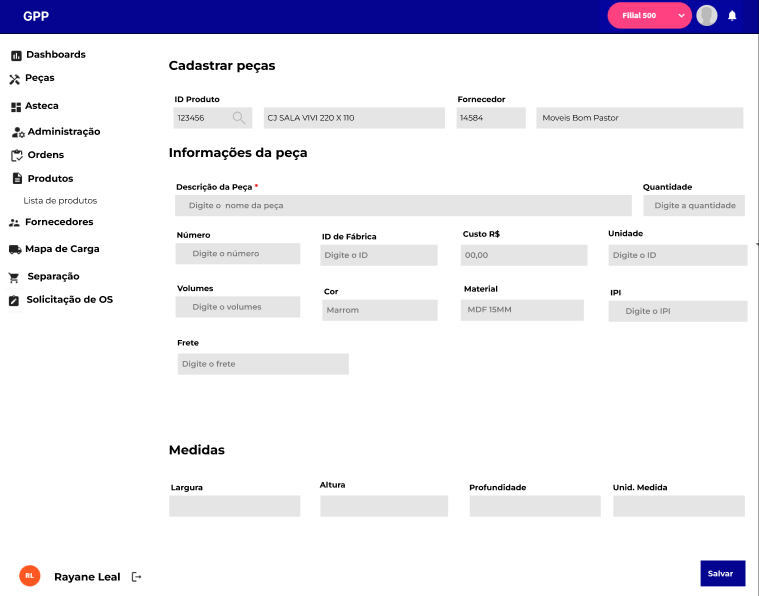 GPP
Filial 500
Dashboards
Peças
Asteca
Administração
Ordens
Produtos
Lista de produtos
Fornecedores
Mapa de Carga
Separação
Solicitação de OS
RL
Rayane Leal
Cadastrar peças
ID Produto
Fornecedor
123456
CJ SALA VIVI 220 X 110
14584
Moveis Bom Pastor
Informações da peça
Descrição da Peça *
Quantidade
Digite o nome da peça
Digite a quantidade
Número
ID de Fábrica
Custo R$
Unidade
Digite o número
Digite o ID
00,00
Digite o ID
Volumes
Cor
Material
IPI
Digite o volumes
Marrom
MDF 15MM
Digite o IPI
Frete
Digite o frete
Medidas
Largura
Altura
Profundidade
Unid. Medida
Salvar